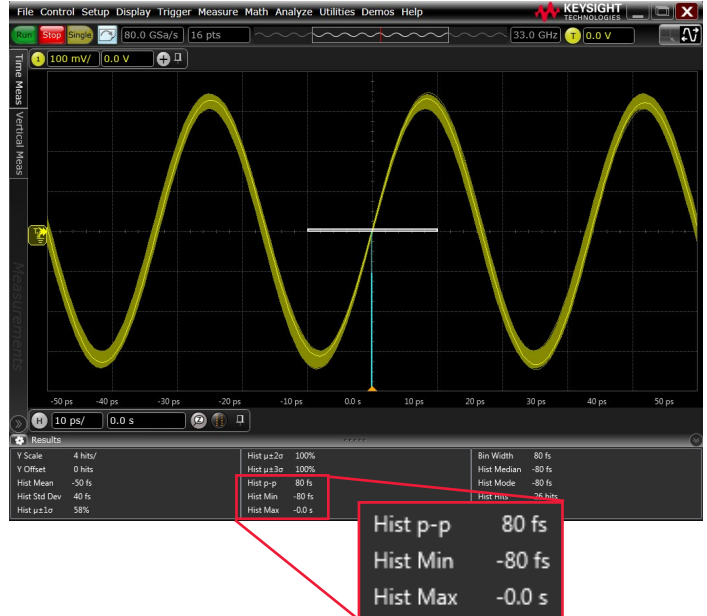 File Control Setup Display Trigger Measure Math Analyze Utilities Demos Help
KEYSIGHT
TECHNOLOGIES
Run Stop Single 80.0 GSa/s 16 pts 33.0 GHz T 0.0 V
1 100 mV/ 0.0 V
Time Meas
Vertical Meas
Measurements
-50 ps -40 ps -30 ps -20 ps -10 ps 0.0 s 10 ps 20 ps 30 ps 40 ps 50 ps
H 10 ps/ 0.0 s
Results
Y Scale 4 hits/ Hist µ±2σ 100% Bin Width 80 fs
Y Offset 0 hits Hist µ±3σ 100% Hist Median -80 fs
Hist Mean -50 fs Hist p-p 80 fs Hist Mode -80 fs
Hist Std Dev 40 fs Hist Min -80 fs Hist Hits 26 hits
Hist µ±1σ 58% Hist Max -0.0 s
Hist p-p 80 fs
Hist Min -80 fs
Hist Max -0.0 s